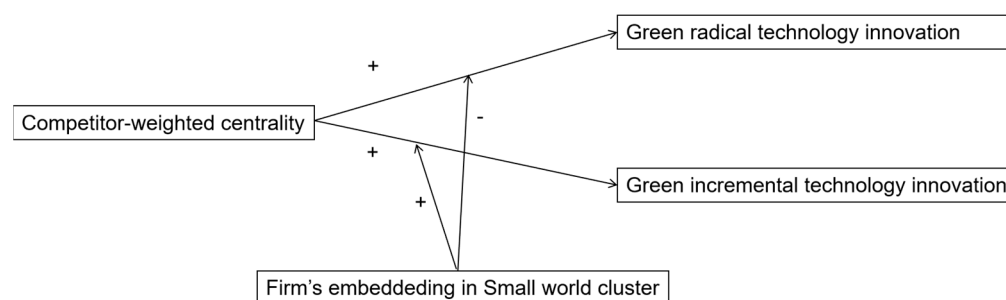 Green radical technology innovation
+
-
Competitor-weighted centrality
+
Green incremental technology innovation
+
Firm's embeddeding in Small world cluster